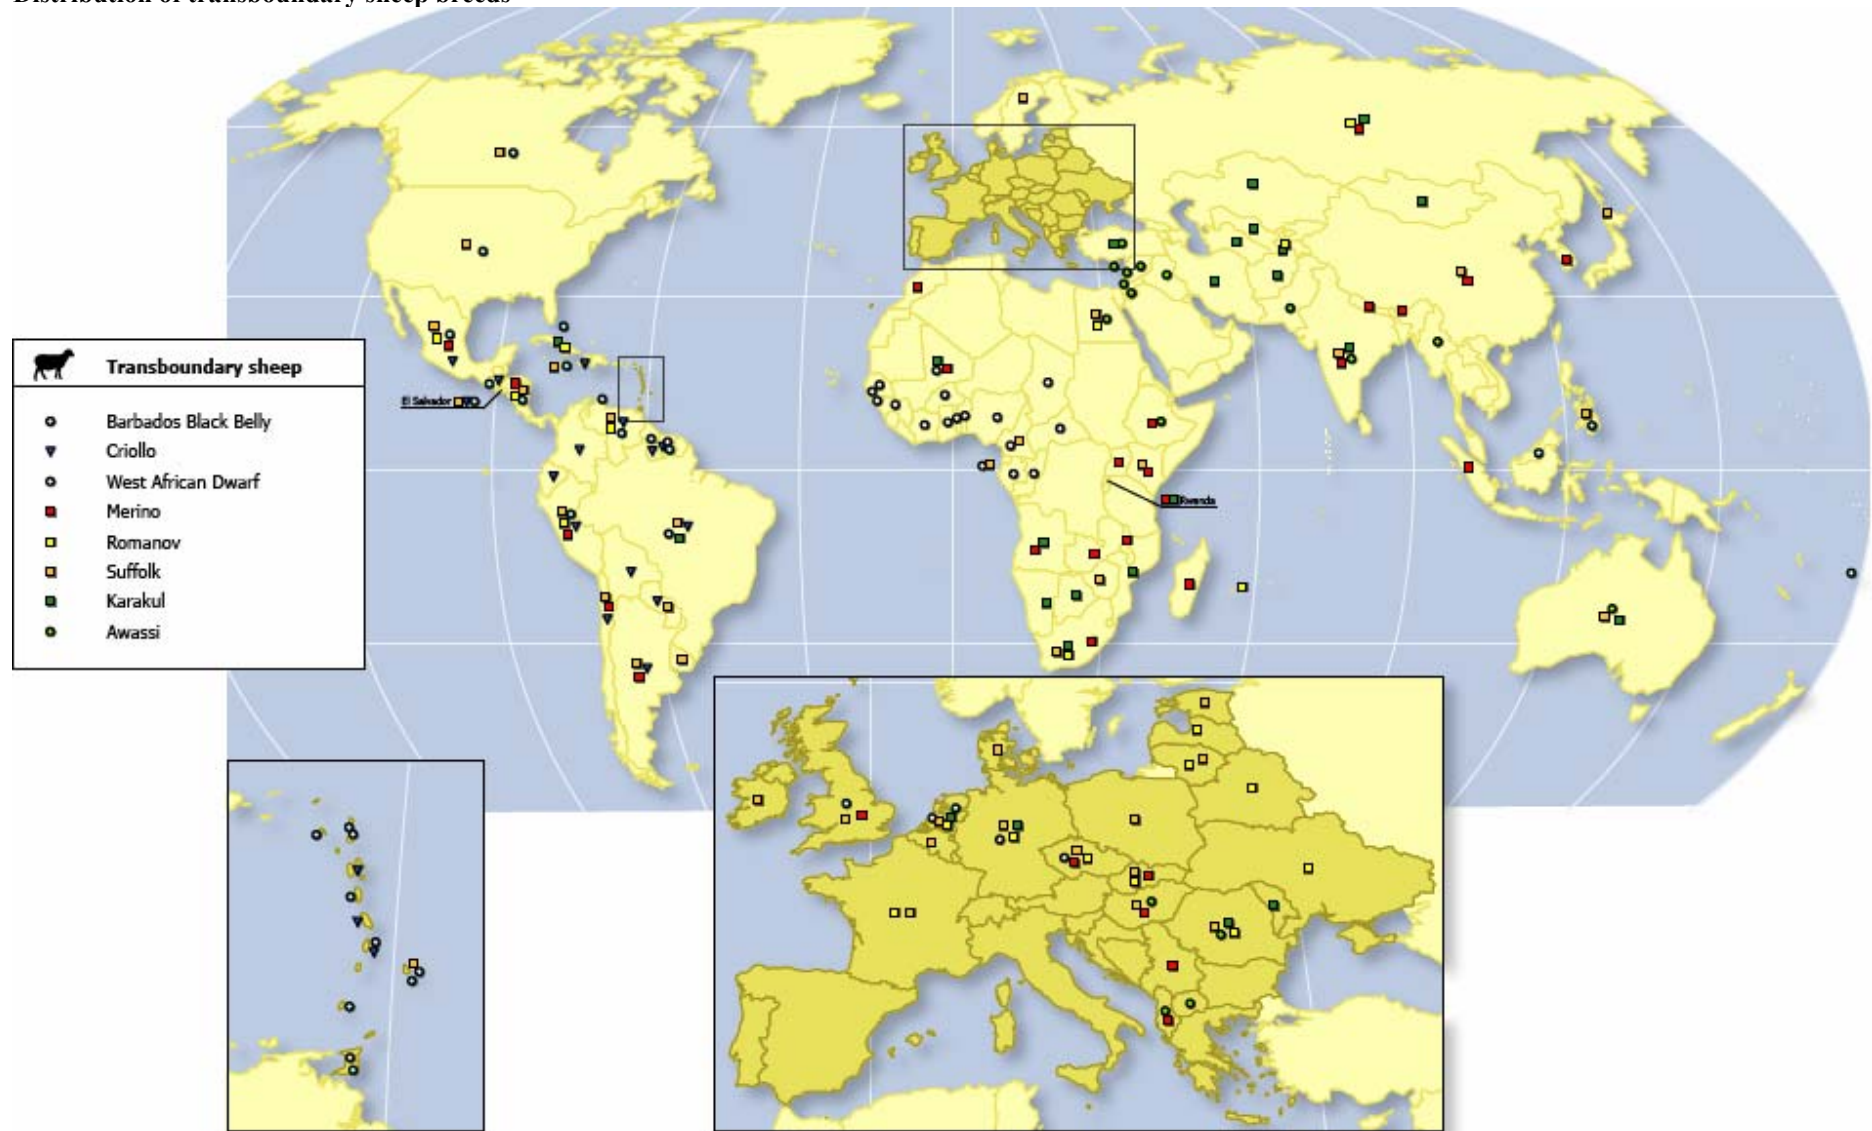 Distribution of transboundary sheep breeds
Transboundary sheep
El Salvador
Barbados Black Belly
Criollo
West African Dwarf
Merino
Romanov
Suffolk
Karakul
Awassi
Rwanda